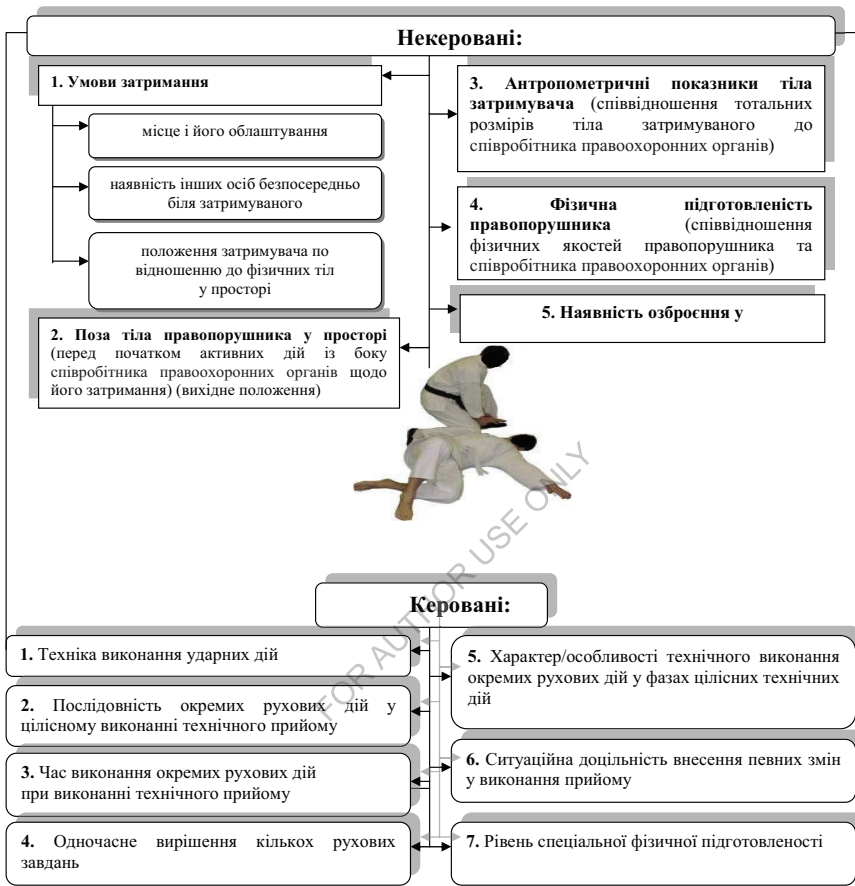 Некеровані:
1. Умови затримання
місце і його облаштування
наявність інших осіб безпосередньо
біля затримуваного
положення затримувача по
відношенню до фізичних тіл
у просторі
2. Поза тіла правопорушника у просторі
(перед початком активних дій із боку
співробітника правоохоронних органів щодо
його затримання) (вихідне положення)
3. Антропометричні показники тіла
затримувача (співвідношення тотальних
розмірів тіла затримуваного до
співробітника правоохоронних органів)
4. Фізична підготовленість
правопорушника (співвідношення
фізичних якостей правопорушника та
співробітника правоохоронних органів)
5. Наявність озброєння у
FOR AUTHOR USE ONLY
Керовані:
1. Техніка виконання ударних дій
2. Послідовність окремих рухових дій у
цілісному виконанні технічного прийому
3. Час виконання окремих рухових дій
при виконанні технічного прийому
4. Одночасне вирішення кількох рухових
завдань
5. Характер/особливості технічного виконання
окремих рухових дій у фазах цілісних технічних
дій
6. Ситуаційна доцільність внесення певних змін
у виконання прийому
7. Рівень спеціальної фізичної підготовленості